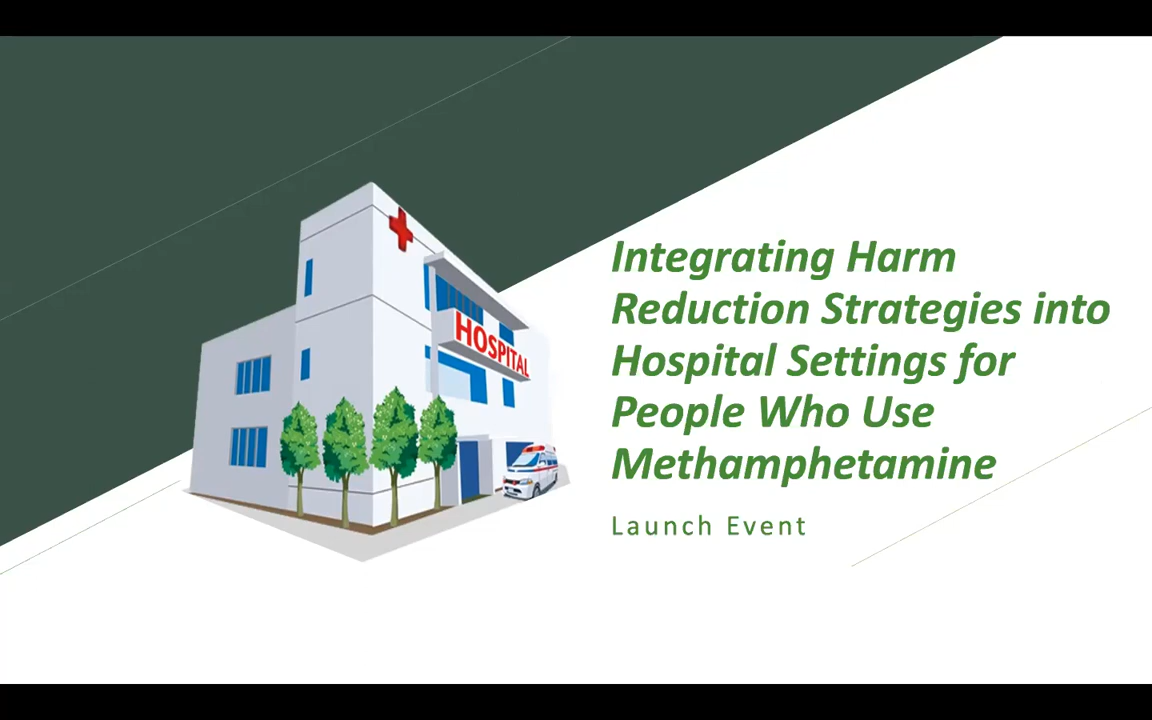 HOSPITAL
Integrating Harm
Reduction Strategies into
Hospital Settings for
People Who Use
Methamphetamine
Launch Event